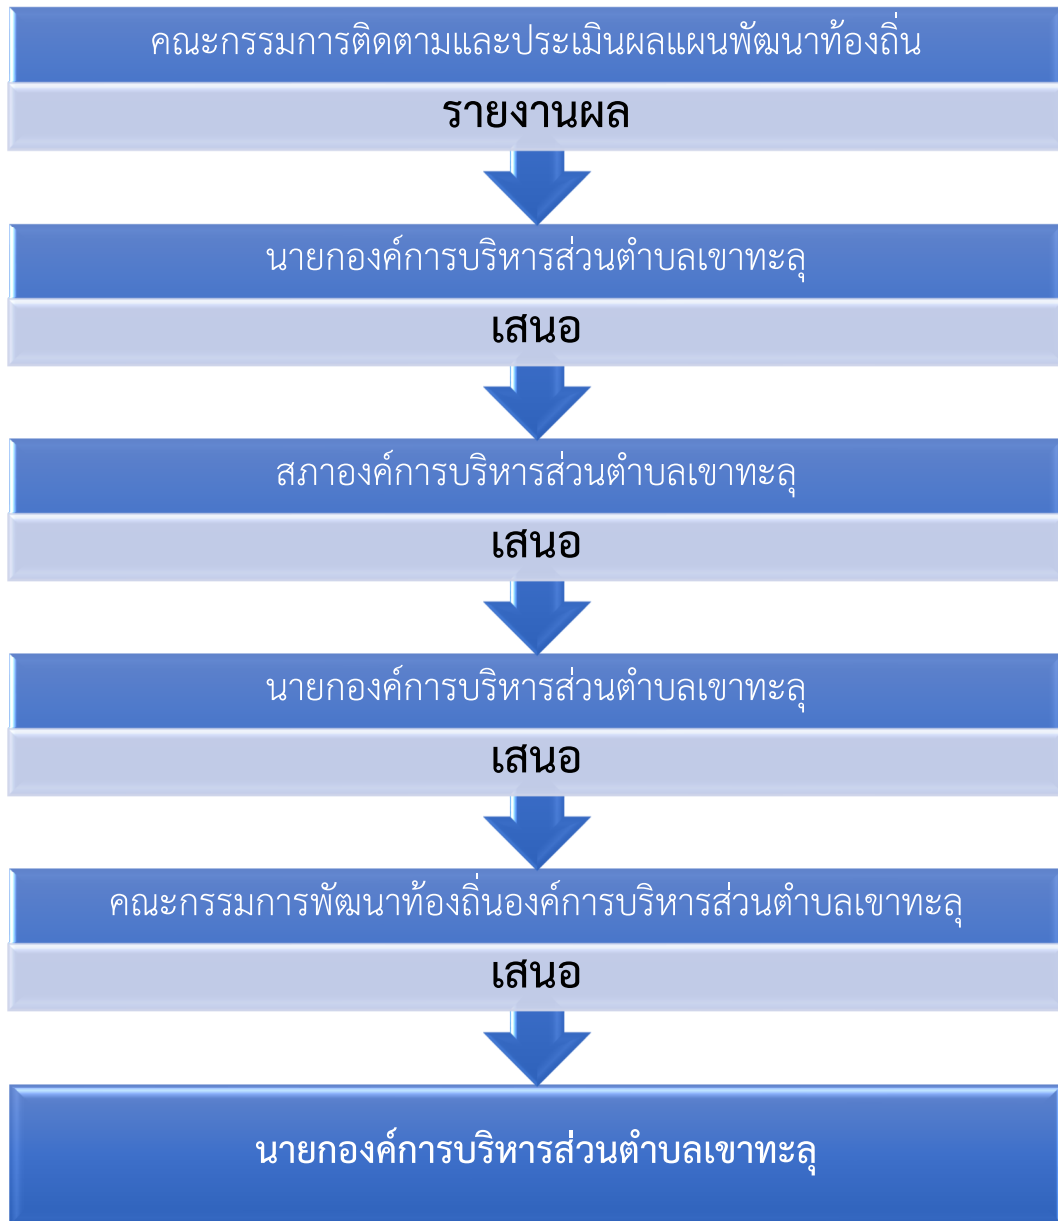 คณะกรรมการติดตามและประเมินผลแผนพัฒนาท้องถิ่น
รายงานผล
นายกองค์การบริหารส่วนตำบลเขาทะลุ
เสนอ
สภาองค์การบริหารส่วนตำบลเขาทะลุ
เสนอ
นายกองค์การบริหารส่วนตำบลเขาทะลุ
เสนอ
คณะกรรมการพัฒนาท้องถิ่นองค์การบริหารส่วนตำบลเขาทะลุ
เสนอ
นายกองค์การบริหารส่วนตำบลเขาทะลุ